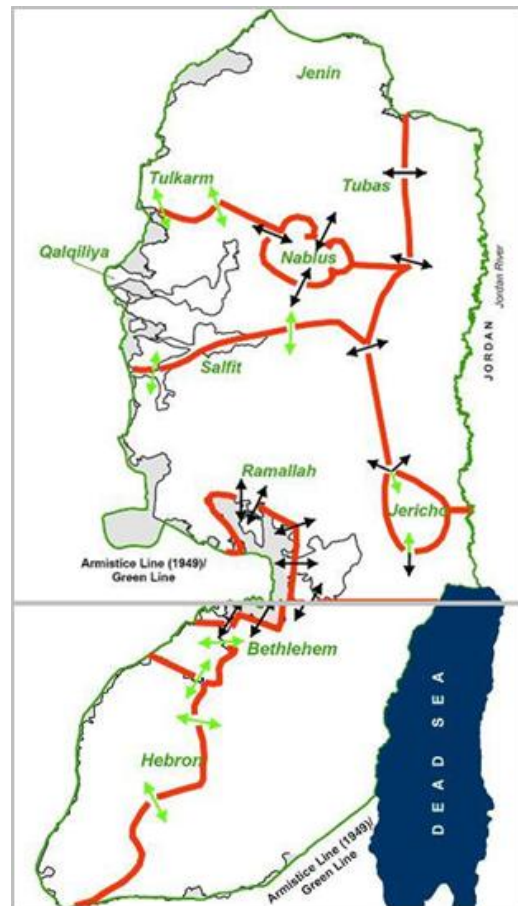 Jenin
Tulkarm
Tubas
Qalqiliya
Nablus
JORDAN
Jordan River
Salfit
Ramallah
Jericho
Armistice Line (1949)/
Green Line
Bethlehem
DEAD SEA
Hebron
Armistice Line (1949)/
Green Line